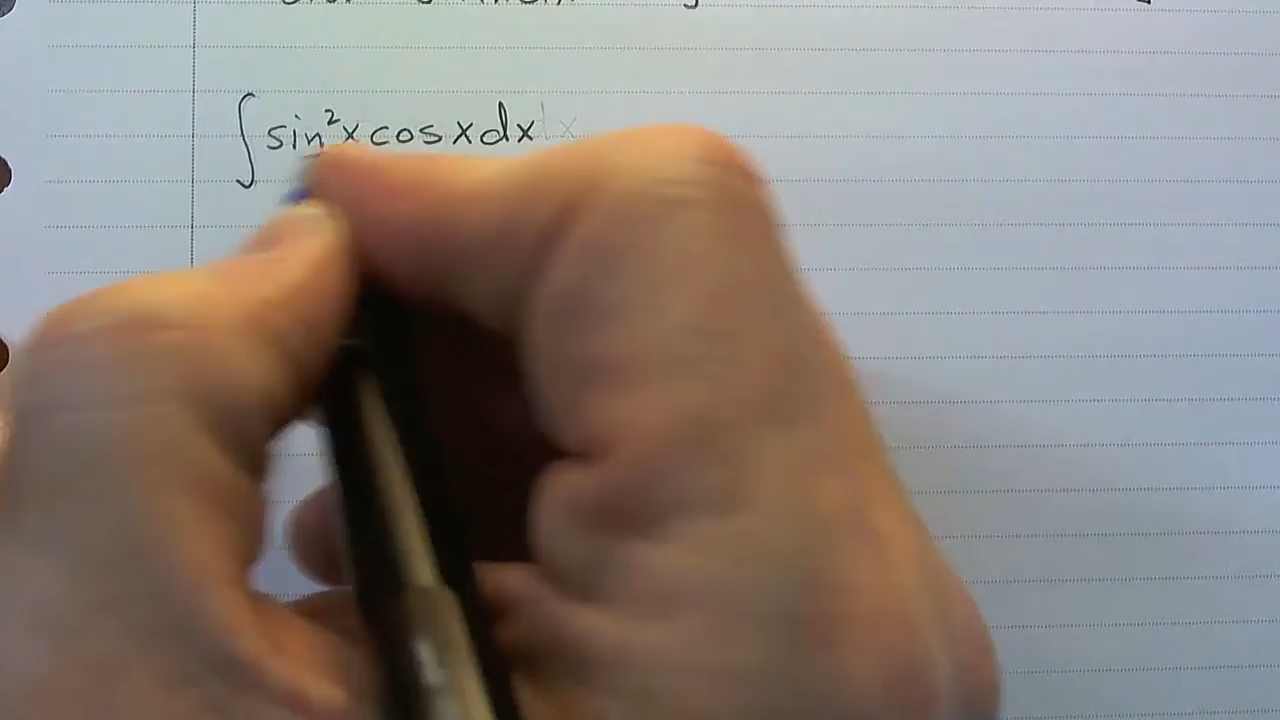 ∫ sin²x cos x dx